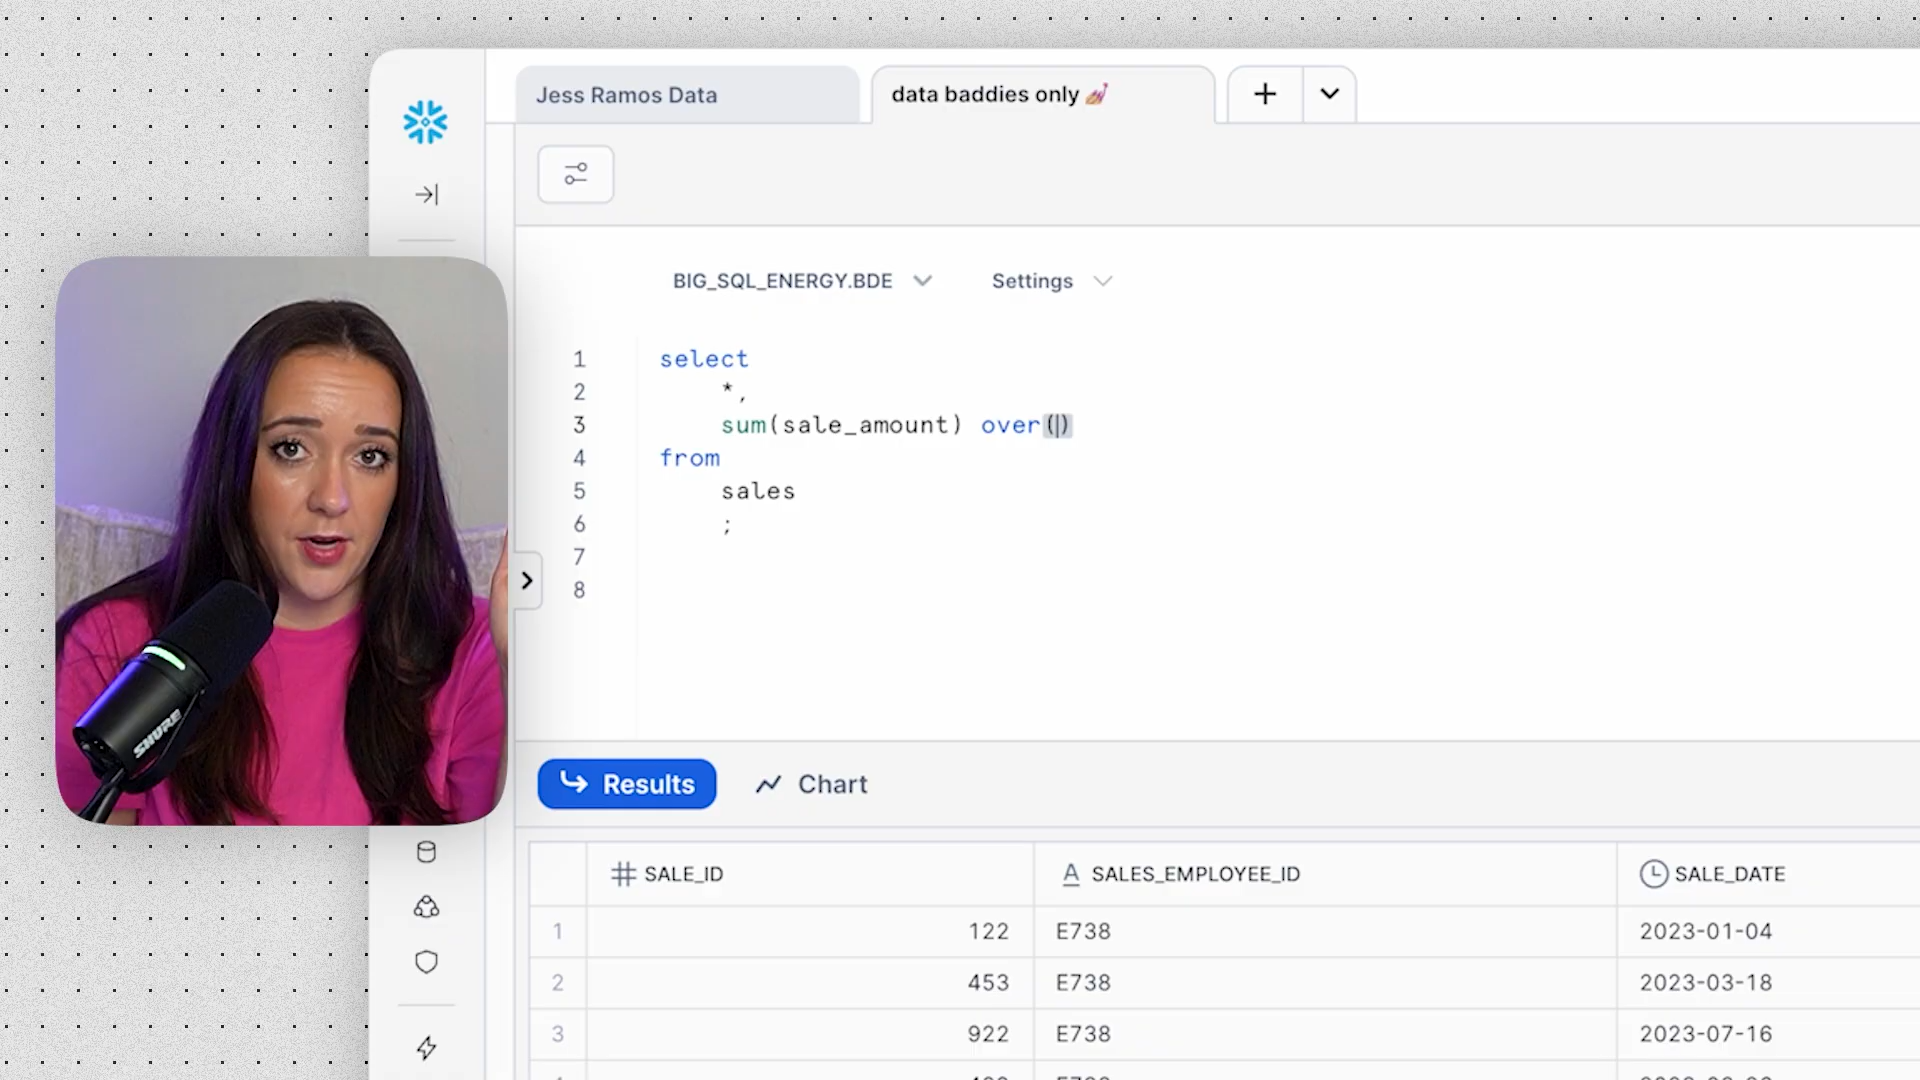 Jess Ramos Data
data baddies only 💅
BIG_SQL_ENERGY.BDE
Settings
1 select
2 *,
3 sum(sale_amount) over()
4 from
5 sales
6 ;
7
8
SHURE
Results
Chart
SALE_ID SALES_EMPLOYEE_ID SALE_DATE
1 122 E738 2023-01-04
2 453 E738 2023-03-18
3 922 E738 2023-07-16